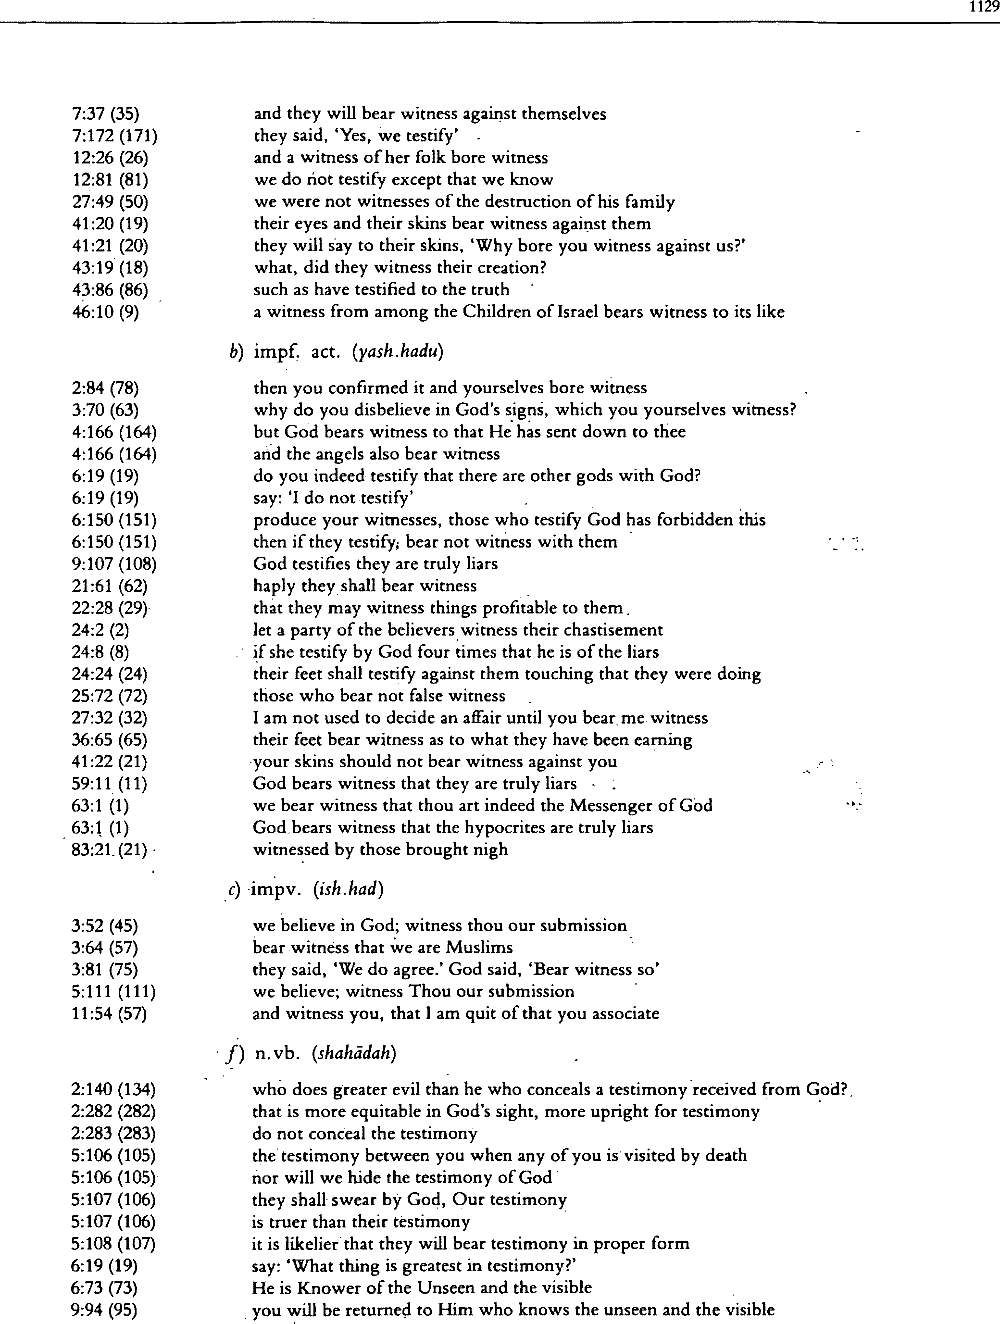 1129
7:37 (35) and they will bear witness against themselves
7:172 (171) they said, 'Yes, we testify'
12:26 (26) and a witness of her folk bore witness
12:81 (81) we do not testify except that we know
27:49 (50) we were not witnesses of the destruction of his family
41:20 (19) their eyes and their skins bear witness against them
41:21 (20) they will say to their skins, 'Why bore you witness against us?'
43:19 (18) what, did they witness their creation?
43:86 (86) such as have testified to the truth
46:10 (9) a witness from among the Children of Israel bears witness to its like
b) impf. act. (yash.hadu)
2:84 (78) then you confirmed it and yourselves bore witness
3:70 (63) why do you disbelieve in God's signs, which you yourselves witness?
4:166 (164) but God bears witness to that He has sent down to thee
4:166 (164) and the angels also bear witness
6:19 (19) do you indeed testify that there are other gods with God?
6:19 (19) say: 'I do not testify'
6:150 (151) produce your witnesses, those who testify God has forbidden this
6:150 (151) then if they testify, bear not witness with them
9:107 (108) God testifies they are truly liars
21:61 (62) haply they shall bear witness
22:28 (29) that they may witness things profitable to them
24:2 (2) let a party of the believers witness their chastisement
24:8 (8) if she testify by God four times that he is of the liars
24:24 (24) their feet shall testify against them touching that they were doing
25:72 (72) those who bear not false witness
27:32 (32) I am not used to decide an affair until you bear me witness
36:65 (65) their feet bear witness as to what they have been earning
41:22 (21) your skins should not bear witness against you
59:11 (11) God bears witness that they are truly liars
63:1 (1) we bear witness that thou art indeed the Messenger of God
63:1 (1) God bears witness that the hypocrites are truly liars
83:21 (21) witnessed by those brought nigh
c) impv. (ish.had)
3:52 (45) we believe in God; witness thou our submission
3:64 (57) bear witness that we are Muslims
3:81 (75) they said, 'We do agree.' God said, 'Bear witness so'
5:111 (111) we believe; witness Thou our submission
11:54 (57) and witness you, that I am quit of that you associate
f) n.vb. (shahādah)
2:140 (134) who does greater evil than he who conceals a testimony received from God?
2:282 (282) that is more equitable in God's sight, more upright for testimony
2:283 (283) do not conceal the testimony
5:106 (105) the testimony between you when any of you is visited by death
5:106 (105) nor will we hide the testimony of God
5:107 (106) they shall swear by God, Our testimony
5:107 (106) is truer than their testimony
5:108 (107) it is likelier that they will bear testimony in proper form
6:19 (19) say: 'What thing is greatest in testimony?'
6:73 (73) He is Knower of the Unseen and the visible
9:94 (95) you will be returned to Him who knows the unseen and the visible